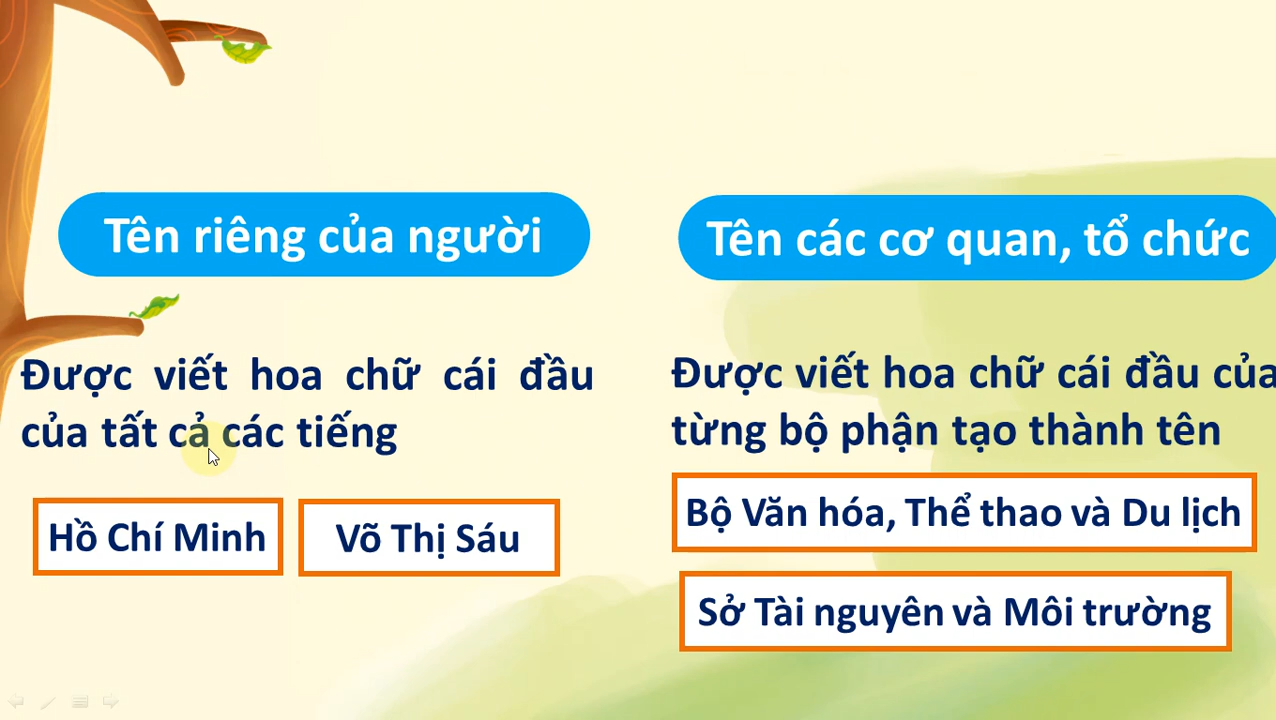 Tên riêng của người
Được viết hoa chữ cái đầu
của tất cả các tiếng
Hồ Chí Minh
Võ Thị Sáu
Tên các cơ quan, tổ chức
Được viết hoa chữ cái đầu của
từng bộ phận tạo thành tên
Bộ Văn hóa, Thể thao và Du lịch
Sở Tài nguyên và Môi trường